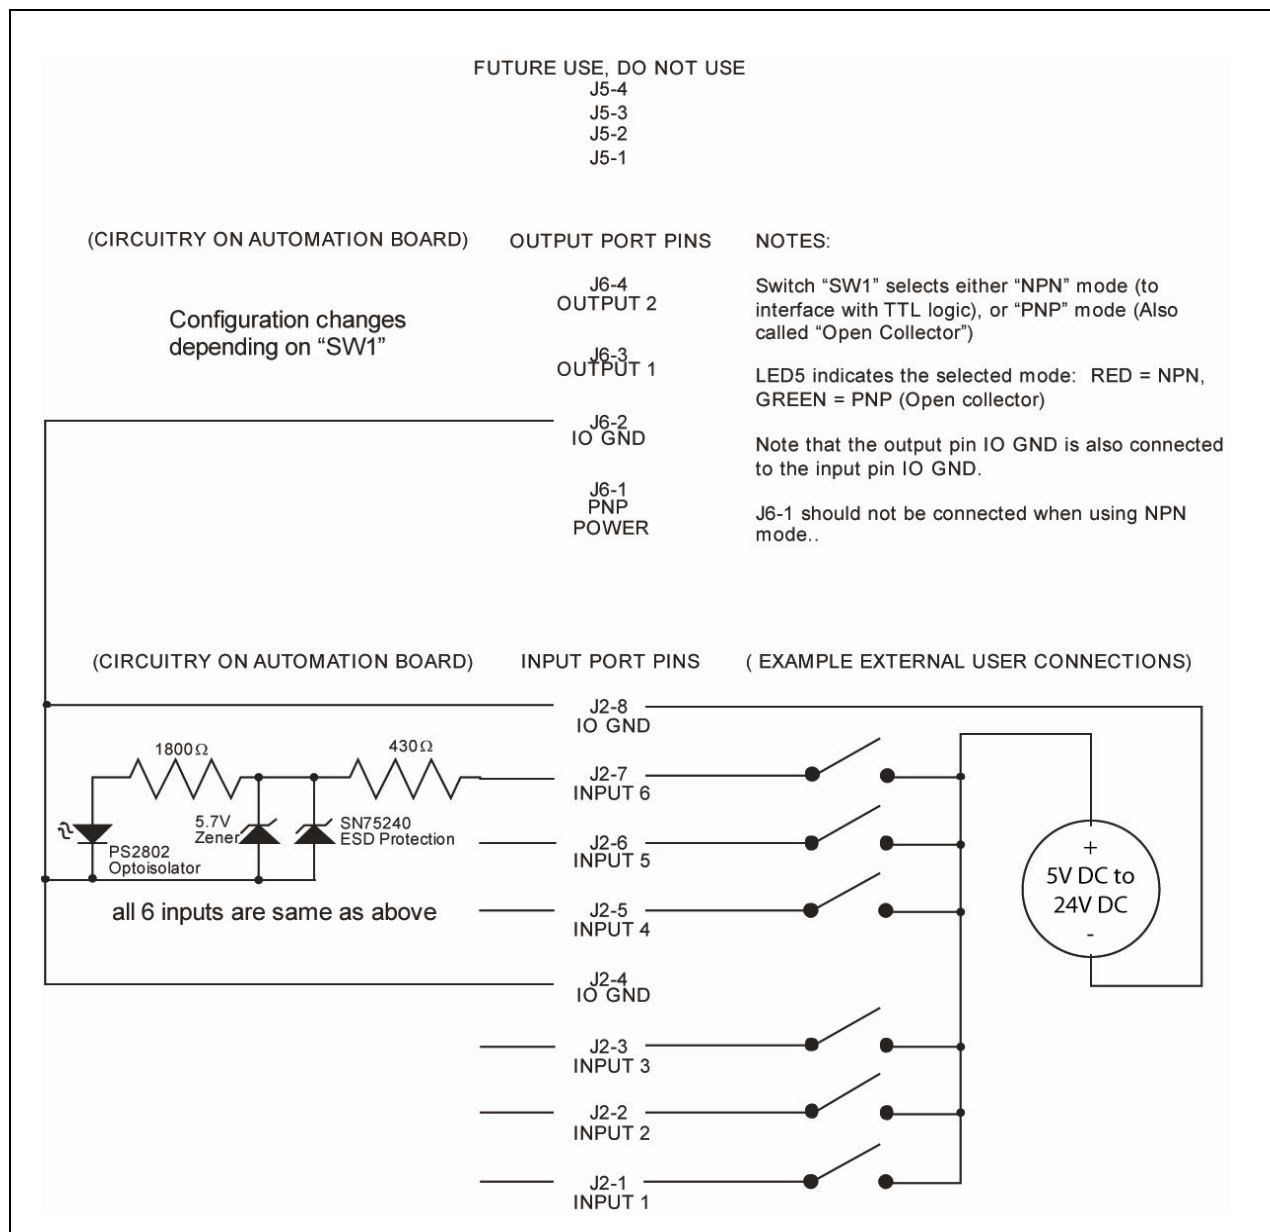 FUTURE USE, DO NOT USE
J5-4
J5-3
J5-2
J5-1
(CIRCUITRY ON AUTOMATION BOARD)
OUTPUT PORT PINS
NOTES:
Configuration changes
depending on “SW1”
J6-4
OUTPUT 2
J6-3
OUTPUT 1
J6-2
IO GND
J6-1
PNP
POWER
Switch “SW1” selects either “NPN” mode (to
interface with TTL logic), or “PNP” mode (Also
called “Open Collector”)
LED5 indicates the selected mode: RED = NPN,
GREEN = PNP (Open collector)
Note that the output pin IO GND is also connected
to the input pin IO GND.
J6-1 should not be connected when using NPN
mode..
(CIRCUITRY ON AUTOMATION BOARD)
INPUT PORT PINS
( EXAMPLE EXTERNAL USER CONNECTIONS)
1800Ω
430Ω
5.7V
Zener
SN75240
ESD Protection
PS2802
Optoisolator
all 6 inputs are same as above
J2-8
IO GND
J2-7
INPUT 6
J2-6
INPUT 5
J2-5
INPUT 4
J2-4
IO GND
J2-3
INPUT 3
J2-2
INPUT 2
J2-1
INPUT 1
+
5V DC to
24V DC
-